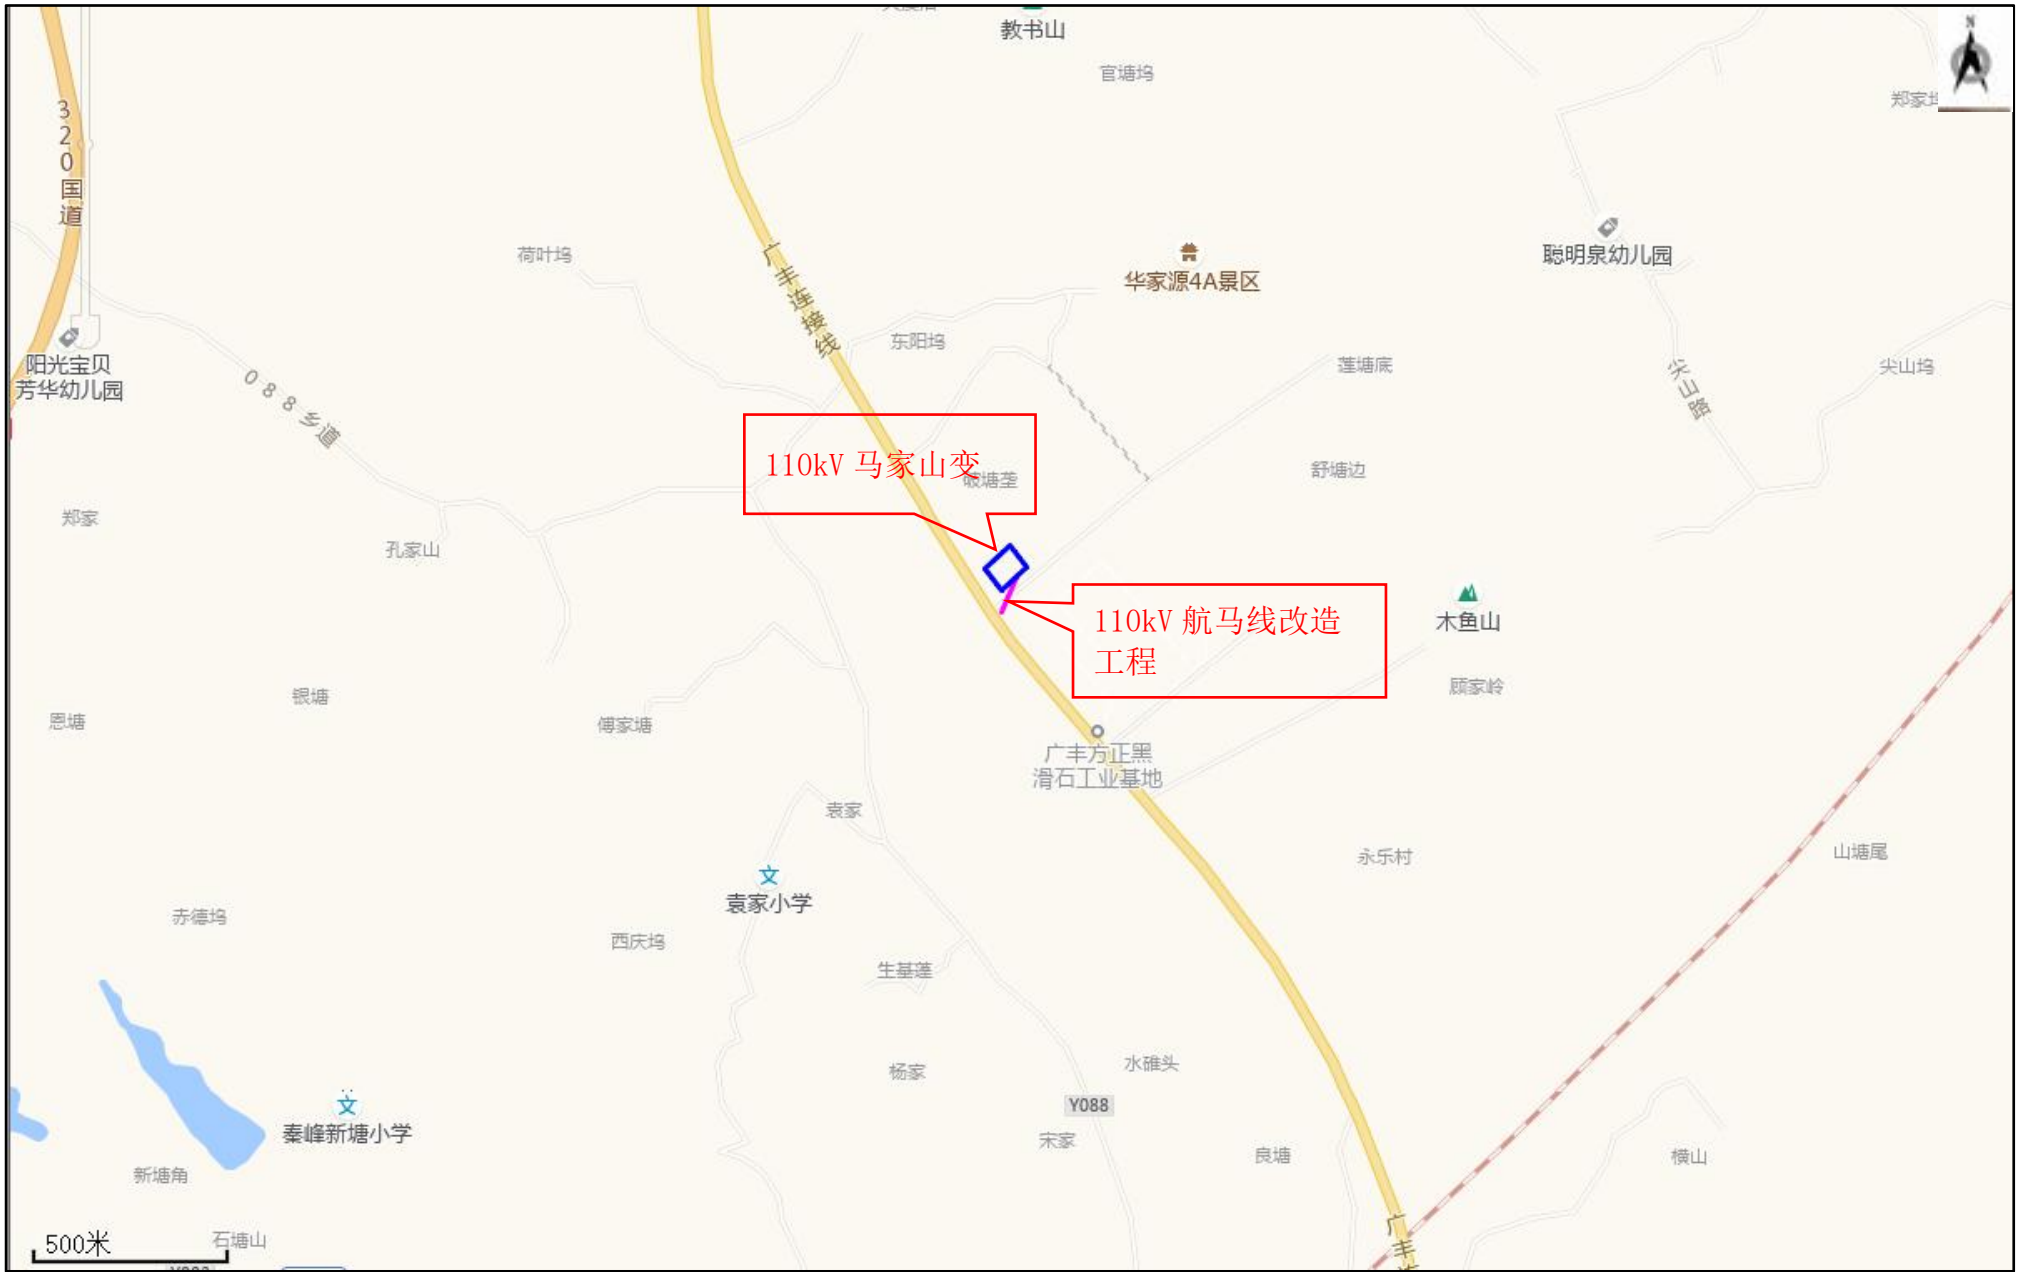 教书山
N
官塘坞
郑家
320国道
聪明泉幼儿园
荷叶坞
华家源4A景区
广丰连接线
东阳坞
阳光宝贝
芳华幼儿园
莲塘底
尖山坞
088乡道
尖山路
110kV 马家山变
破塘垄
舒塘边
郑家
孔家山
110kV 航马线改造
工程
木鱼山
银塘
恩塘
傅家塘
顾家岭
广丰方正黑
滑石工业基地
袁家
永乐村
山塘尾
文
袁家小学
赤德坞
西庆坞
生基蓬
杨家
水碓头
文
秦峰新塘小学
Y088
宋家
良塘
横山
新塘角
石塘山
500米
广丰连